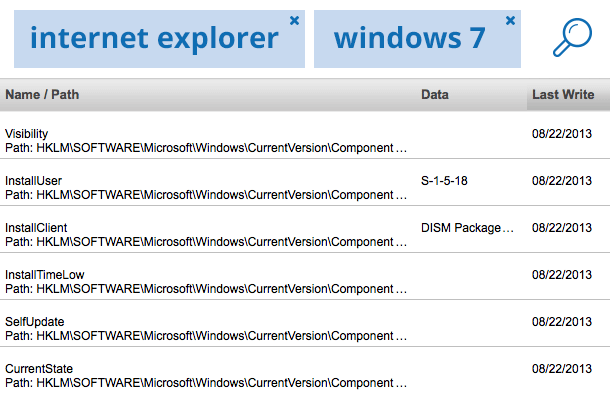 internet explorer × windows 7 ×
Name / Path Data Last Write
Visibility 08/22/2013
Path: HKLM\SOFTWARE\Microsoft\Windows\CurrentVersion\Component ...
InstallUser S-1-5-18 08/22/2013
Path: HKLM\SOFTWARE\Microsoft\Windows\CurrentVersion\Component ...
InstallClient DISM Package... 08/22/2013
Path: HKLM\SOFTWARE\Microsoft\Windows\CurrentVersion\Component ...
InstallTimeLow 08/22/2013
Path: HKLM\SOFTWARE\Microsoft\Windows\CurrentVersion\Component ...
SelfUpdate 08/22/2013
Path: HKLM\SOFTWARE\Microsoft\Windows\CurrentVersion\Component ...
CurrentState 08/22/2013
Path: HKLM\SOFTWARE\Microsoft\Windows\CurrentVersion\Component ...